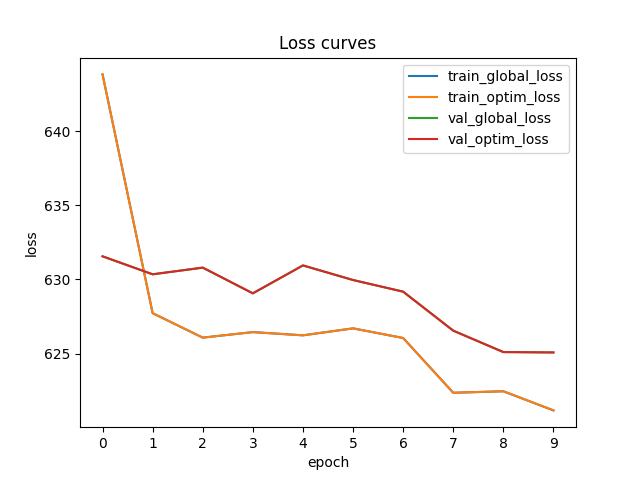 Loss curves
train_global_loss
train_optim_loss
val_global_loss
val_optim_loss
640
635
630
625
loss
0 1 2 3 4 5 6 7 8 9
epoch